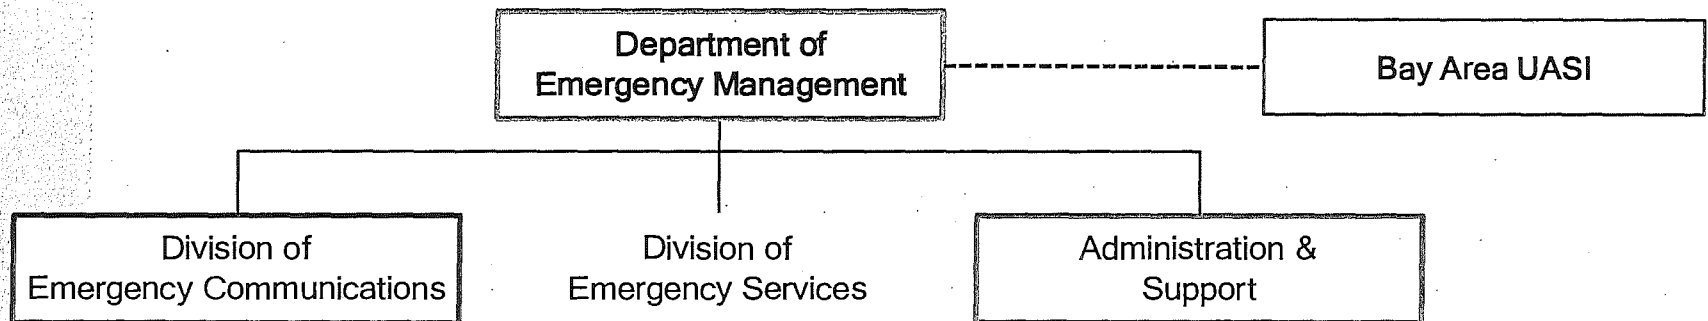 Department of
Emergency Management
Bay Area UASI
Division of
Emergency Communications
Division of
Emergency Services
Administration &
Support